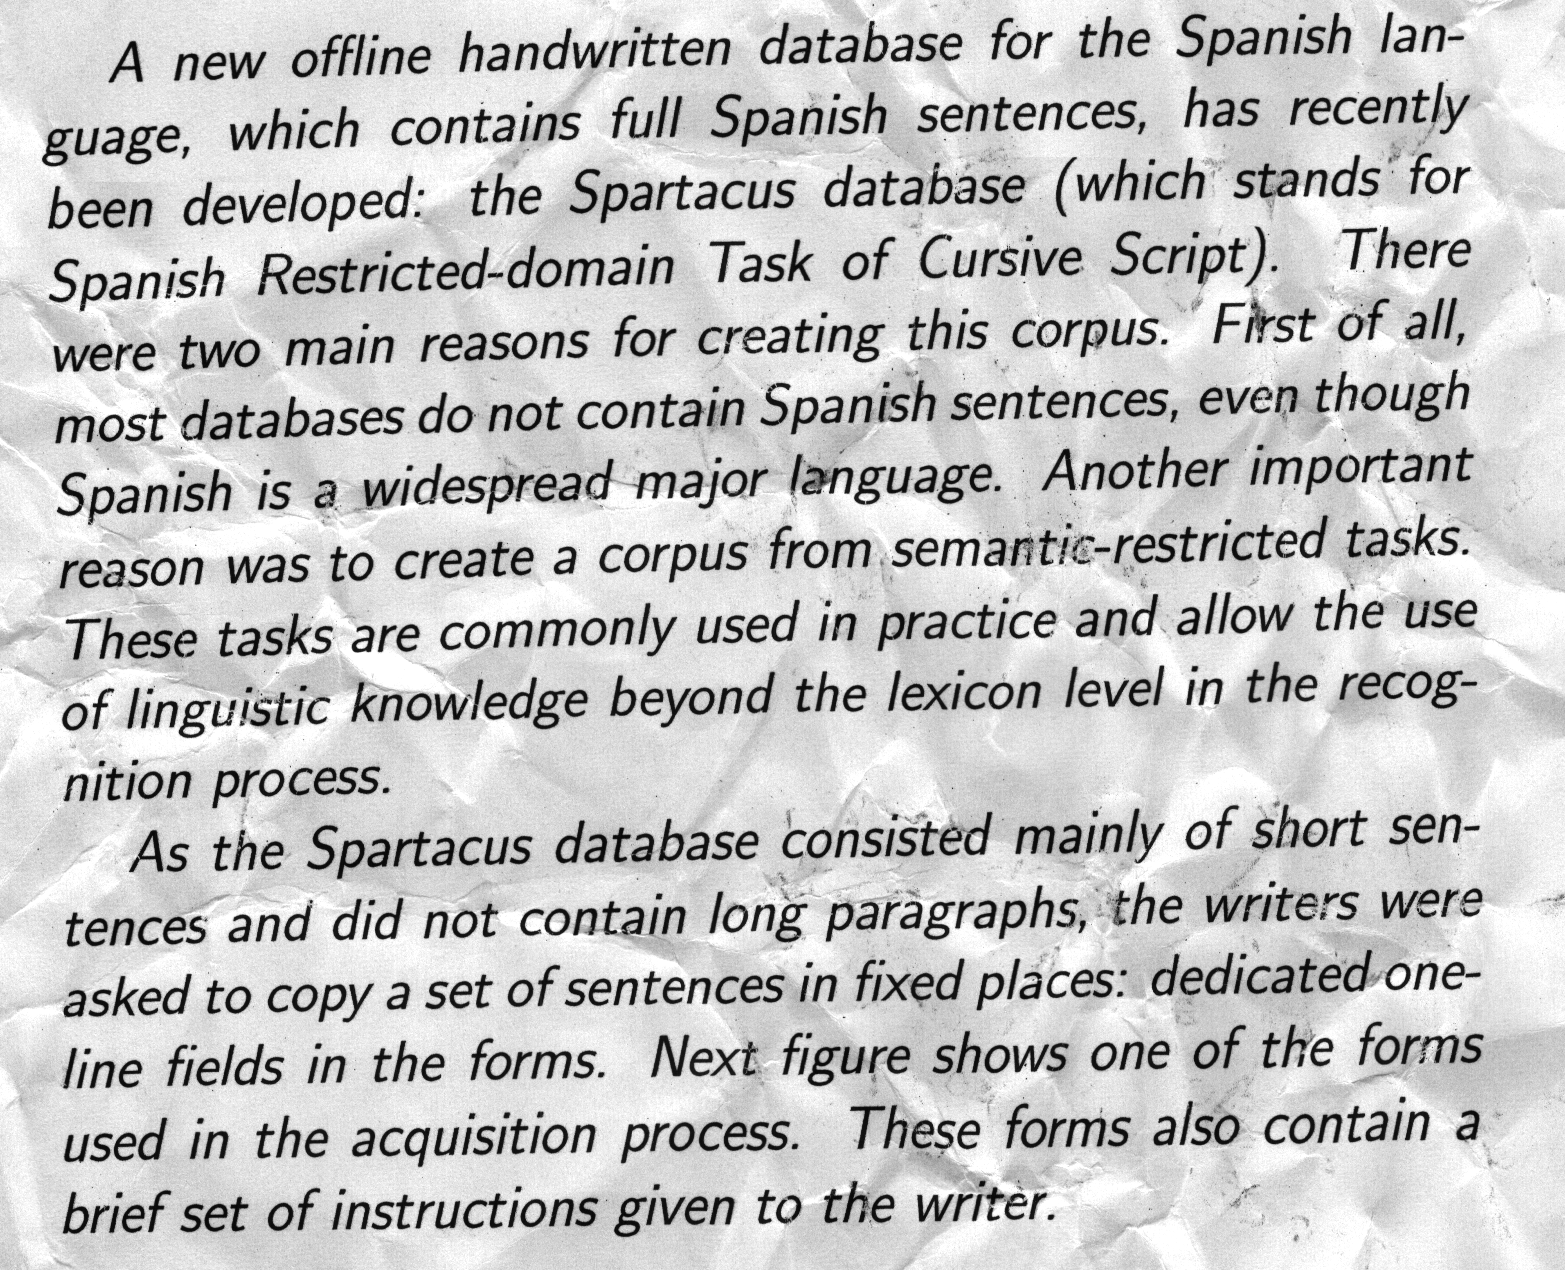 A new offline handwritten database for the Spanish lan-
guage, which contains full Spanish sentences, has recently
been developed: the Spartacus database (which stands for
Spanish Restricted-domain Task of Cursive Script). There
were two main reasons for creating this corpus. First of all,
most databases do not contain Spanish sentences, even though
Spanish is a widespread major language. Another important
reason was to create a corpus from semantic-restricted tasks.
These tasks are commonly used in practice and allow the use
of linguistic knowledge beyond the lexicon level in the recog-
nition process.
As the Spartacus database consisted mainly of short sen-
tences and did not contain long paragraphs, the writers were
asked to copy a set of sentences in fixed places: dedicated one-
line fields in the forms. Next figure shows one of the forms
used in the acquisition process. These forms also contain a
brief set of instructions given to the writer.